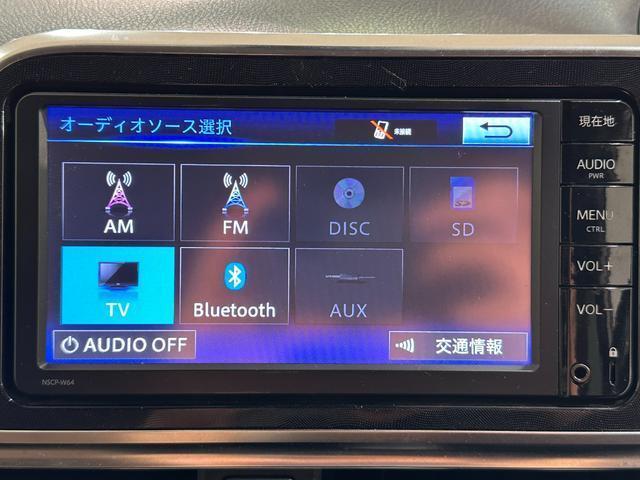 オーディオソース選択
未接続
現在地
AUDIO
PWR
AM
FM
DISC
SD
MENU
CTRL
VOL+
TV
Bluetooth
AUX
VOL−
AUDIO OFF
交通情報
NSCP-W64